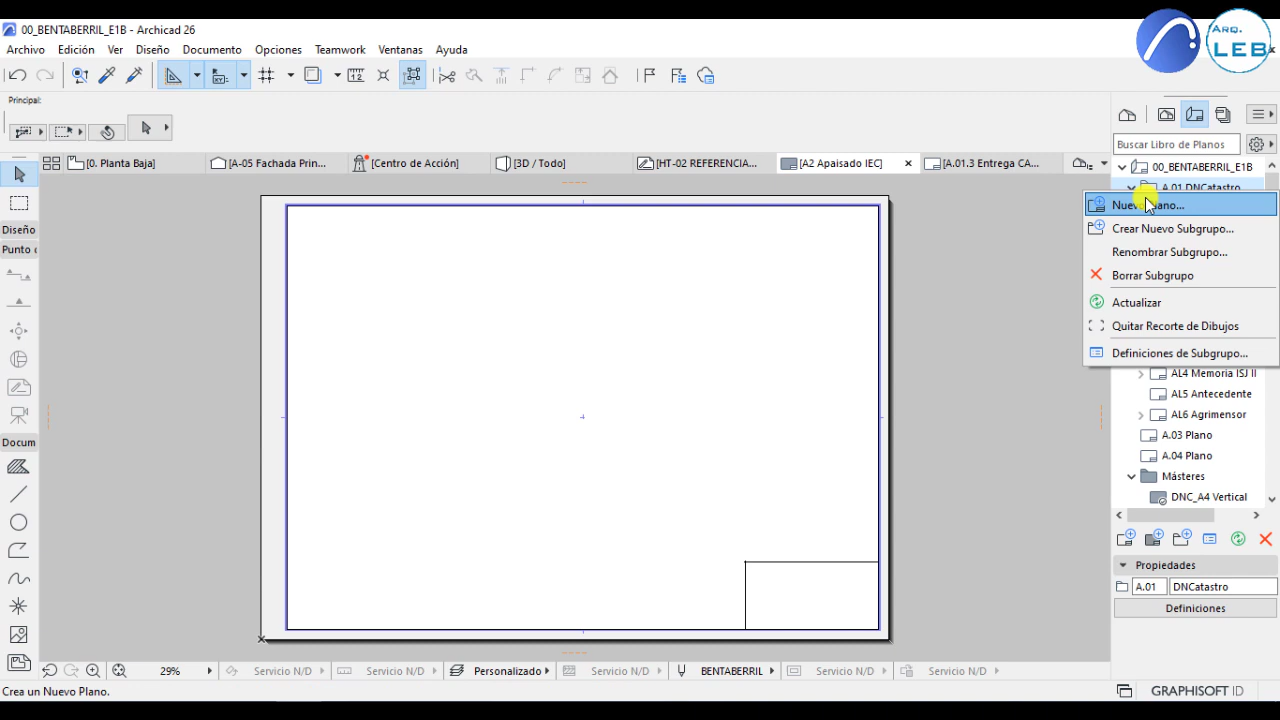 00_BENTABERRIL_E1B - Archicad 26
ARQ.
LEB
Archivo Edición Ver Diseño Documento Opciones Teamwork Ventanas Ayuda
Principal:
[0. Planta Baja]
[A-05 Fachada Prin...
[Centro de Acción]
[3D / Todo]
[HT-02 REFERENCIA...
[A2 Apaisado IEC]
[A.01.3 Entrega CA...
Buscar Libro de Planos
00_BENTABERRIL_E1B
A.01 DNCatastro
Nuevo Plano...
Crear Nuevo Subgrupo...
Renombrar Subgrupo...
Borrar Subgrupo
Actualizar
Quitar Recorte de Dibujos
Definiciones de Subgrupo...
AL4 Memoria ISJ II
AL5 Antecedente
AL6 Agrimensor
A.03 Plano
A.04 Plano
Másteres
DNC_A4 Vertical
Propiedades
A.01 DNCatastro
Definiciones
Diseño
Punto
Docum
29%
Servicio N/D
Servicio N/D
Personalizado
Servicio N/D
BENTABERRIL
Servicio N/D
Servicio N/D
Crea un Nuevo Plano.
GRAPHISOFT ID